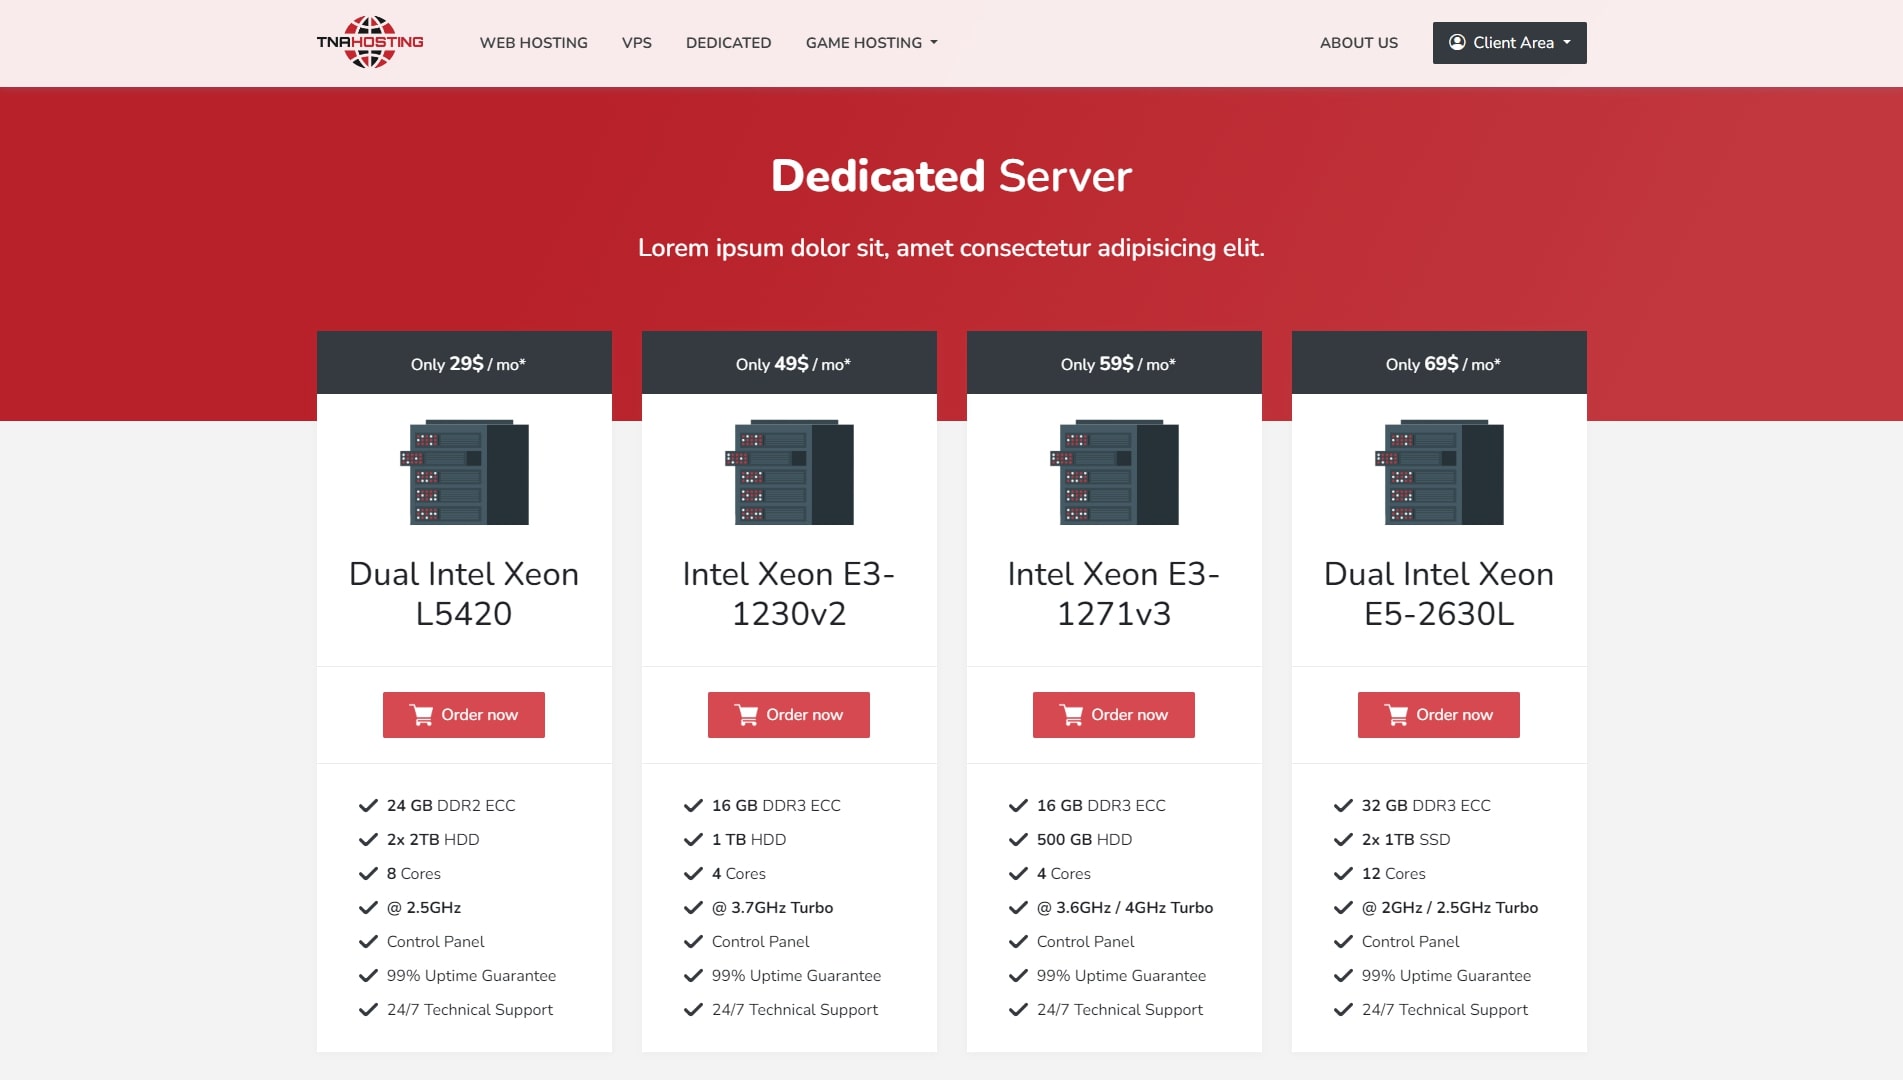 TNAHOSTING
WEB HOSTING
VPS
DEDICATED
GAME HOSTING
ABOUT US
Client Area
Dedicated Server
Lorem ipsum dolor sit, amet consectetur adipisicing elit.
Only 29$ / mo*
Dual Intel Xeon
L5420
Order now
24 GB DDR2 ECC
2x 2TB HDD
8 Cores
@ 2.5GHz
Control Panel
99% Uptime Guarantee
24/7 Technical Support
Only 49$ / mo*
Intel Xeon E3-
1230v2
Order now
16 GB DDR3 ECC
1 TB HDD
4 Cores
@ 3.7GHz Turbo
Control Panel
99% Uptime Guarantee
24/7 Technical Support
Only 59$ / mo*
Intel Xeon E3-
1271v3
Order now
16 GB DDR3 ECC
500 GB HDD
4 Cores
@ 3.6GHz / 4GHz Turbo
Control Panel
99% Uptime Guarantee
24/7 Technical Support
Only 69$ / mo*
Dual Intel Xeon
E5-2630L
Order now
32 GB DDR3 ECC
2x 1TB SSD
12 Cores
@ 2GHz / 2.5GHz Turbo
Control Panel
99% Uptime Guarantee
24/7 Technical Support